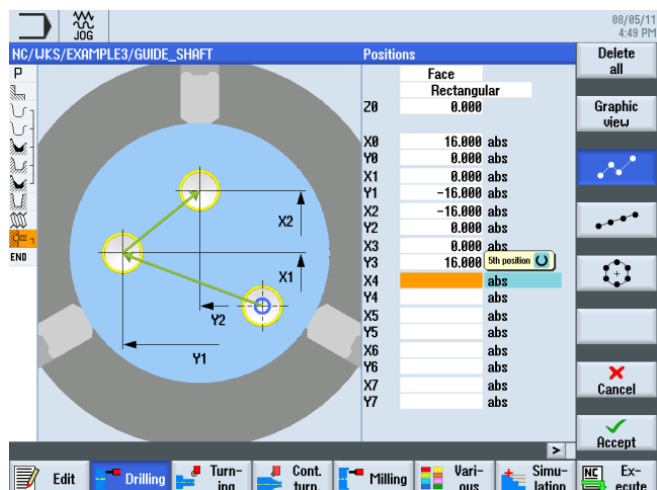 JOG
08/05/11
4:49 PM
NC/WKS/EXAMPLE3/GUIDE_SHAFT
Positions
Delete all
P
END
X2
X1
Y2
Y1
Face
Rectangular
Z0 0.000
X0 16.000 abs
Y0 0.000 abs
X1 0.000 abs
Y1 -16.000 abs
X2 -16.000 abs
Y2 0.000 abs
X3 0.000 abs
Y3 16.000
5th position
X4 abs
Y4 abs
X5 abs
Y5 abs
X6 abs
Y6 abs
X7 abs
Y7 abs
>
Graphic view
Cancel
Accept
Edit
Drilling
Turn-
ing
Cont.
turn.
Milling
Vari-
ous
Simu-
lation
NC
Ex-
ecute